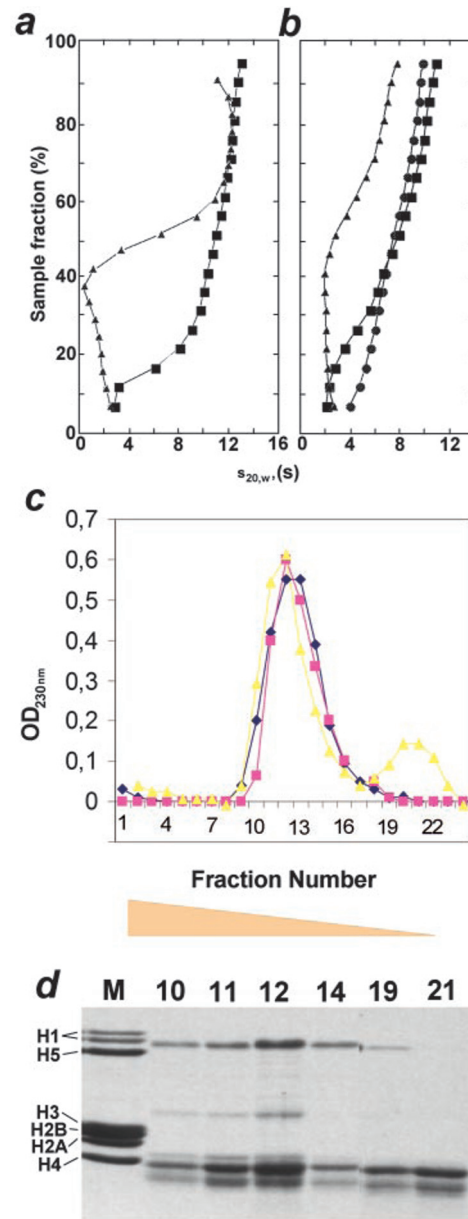 a
b
100
80
60
40
20
0
Sample fraction (%)
0 4 8 12 16
0 4 8 12
s20,w, (s)
c
0,7
0,6
0,5
0,4
0,3
0,2
0,1
0
OD230nm
1 4 7 10 13 16 19 22
Fraction Number
d
M 10 11 12 14 19 21
H1
H5
H3
H2B
H2A
H4